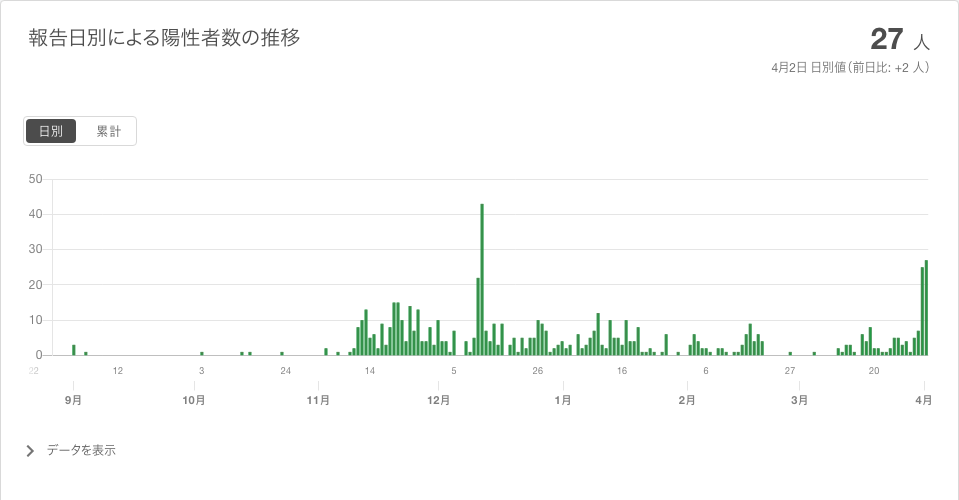 報告日別による陽性者数の推移
27 人
4月2日 日別値(前日比: +2 人)
日別 累計
50
40
30
20
10
0
22 12 3 24 14 5 26 16 6 27 20
9月 10月 11月 12月 1月 2月 3月 4月
データを表示